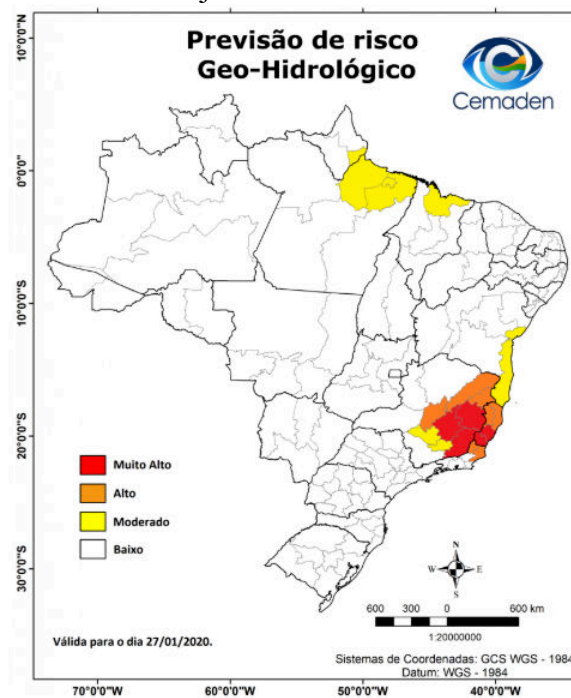 Previsão de risco
Geo-Hidrológico
Cemaden
10°0'0"N
0°0'0"
10°0'0"S
20°0'0"S
30°0'0"S
Muito Alto
Alto
Moderado
Baixo
N
W
E
S
600 300 0 600 km
1:20000000
Válida para o dia 27/01/2020.
Sistemas de Coordenadas: GCS WGS - 1984
Datum: WGS - 1984
70°0'0"W 60°0'0"W 50°0'0"W 40°0'0"W